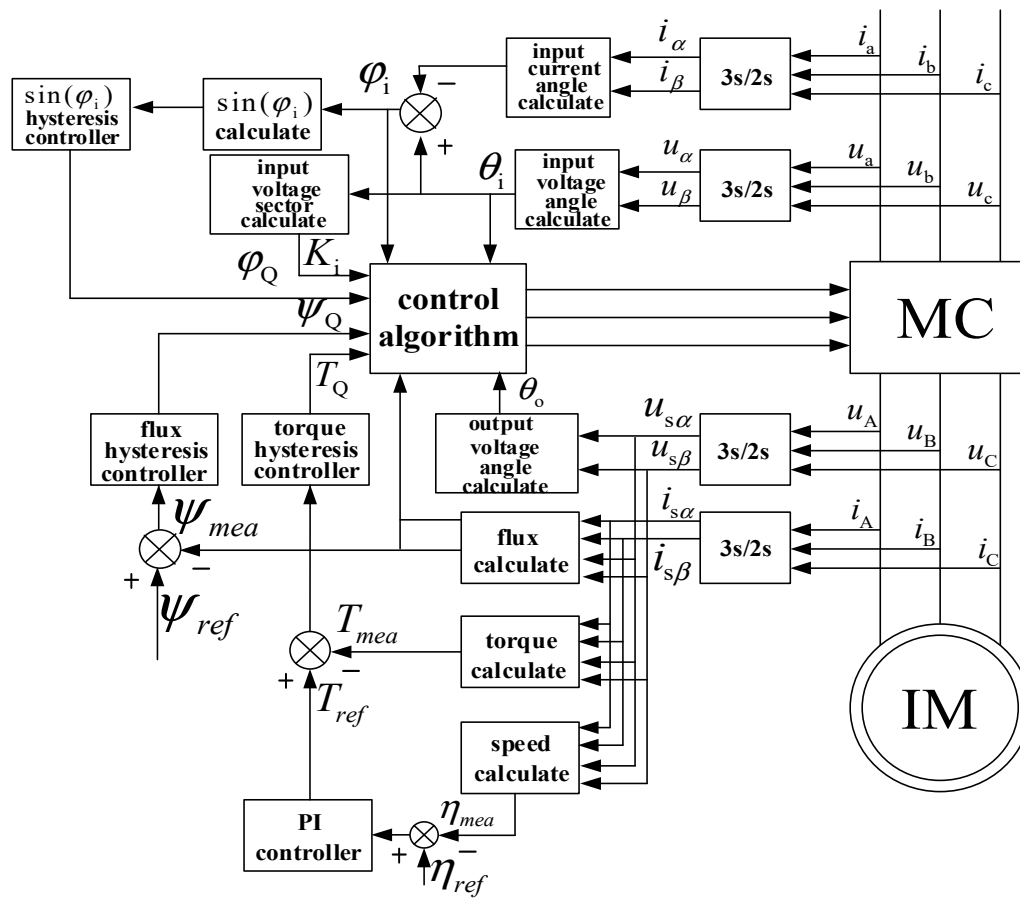 sin(φi)
hysteresis
controller
sin(φi)
calculate
φi
−
+
input
current
angle
calculate
iα
iβ
3s/2s
ia
ib
ic
input
voltage
sector
calculate
θi
input
voltage
angle
calculate
uα
uβ
3s/2s
ua
ub
uc
φQ
Ki
ψQ
TQ
control
algorithm
MC
θo
flux
hysteresis
controller
torque
hysteresis
controller
output
voltage
angle
calculate
usα
usβ
3s/2s
uA
uB
uC
ψmea
+
−
ψref
flux
calculate
isα
isβ
3s/2s
iA
iB
iC
Tmea
+
−
Tref
torque
calculate
IM
speed
calculate
PI
controller
ηmea
+
−
ηref